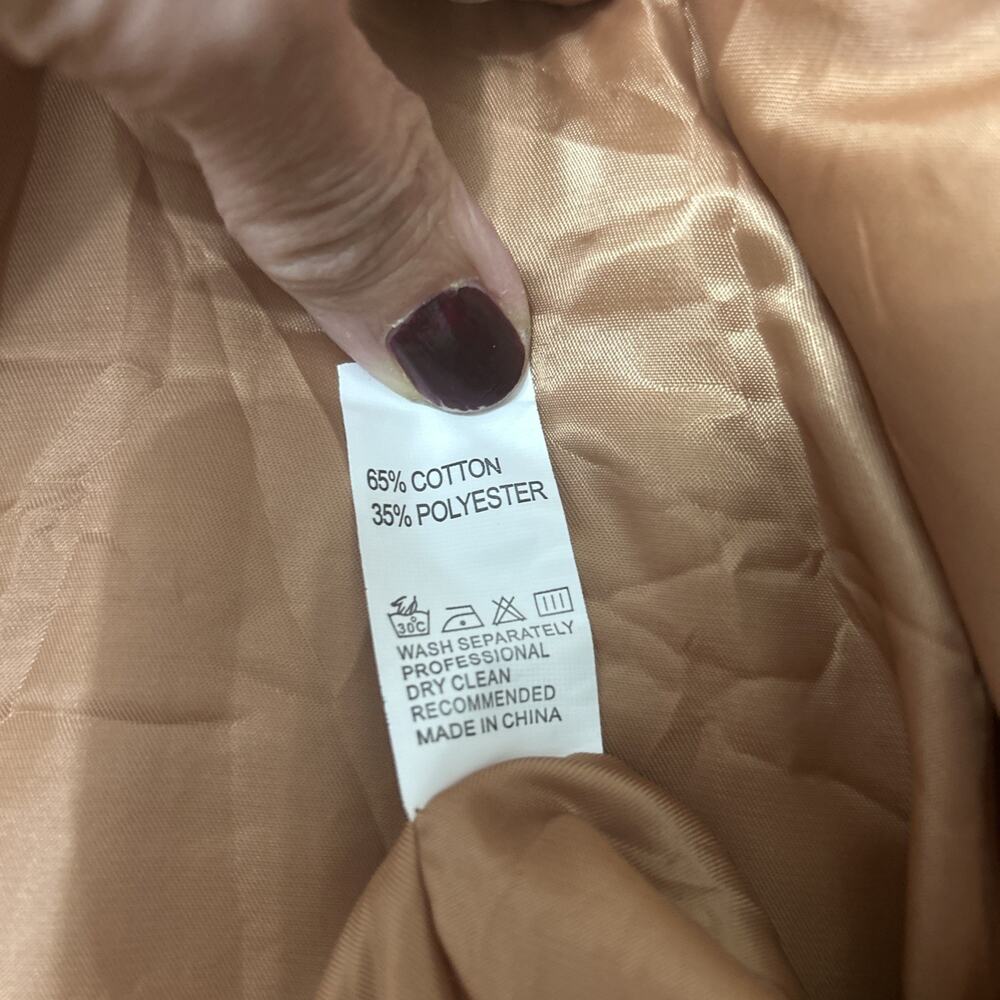 65% COTTON
35% POLYESTER
30°C
WASH SEPARATELY
PROFESSIONAL
DRY CLEAN
RECOMMENDED
MADE IN CHINA